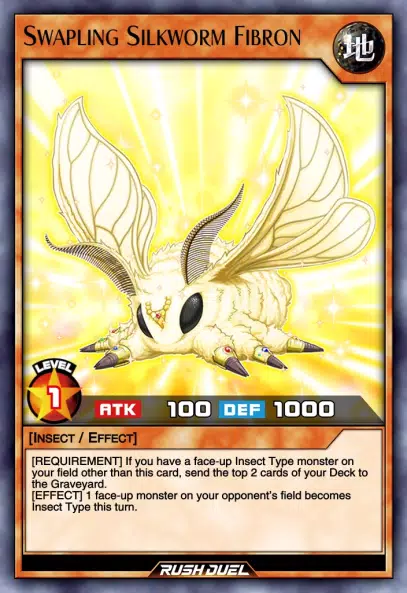 Swapling Silkworm Fibron
地
LEVEL
1
ATK 100 DEF 1000
[Insect / Effect]
[REQUIREMENT] If you have a face-up Insect Type monster on
your field other than this card, send the top 2 cards of your Deck to
the Graveyard.
[EFFECT] 1 face-up monster on your opponent's field becomes
Insect Type this turn.
RUSH DUEL